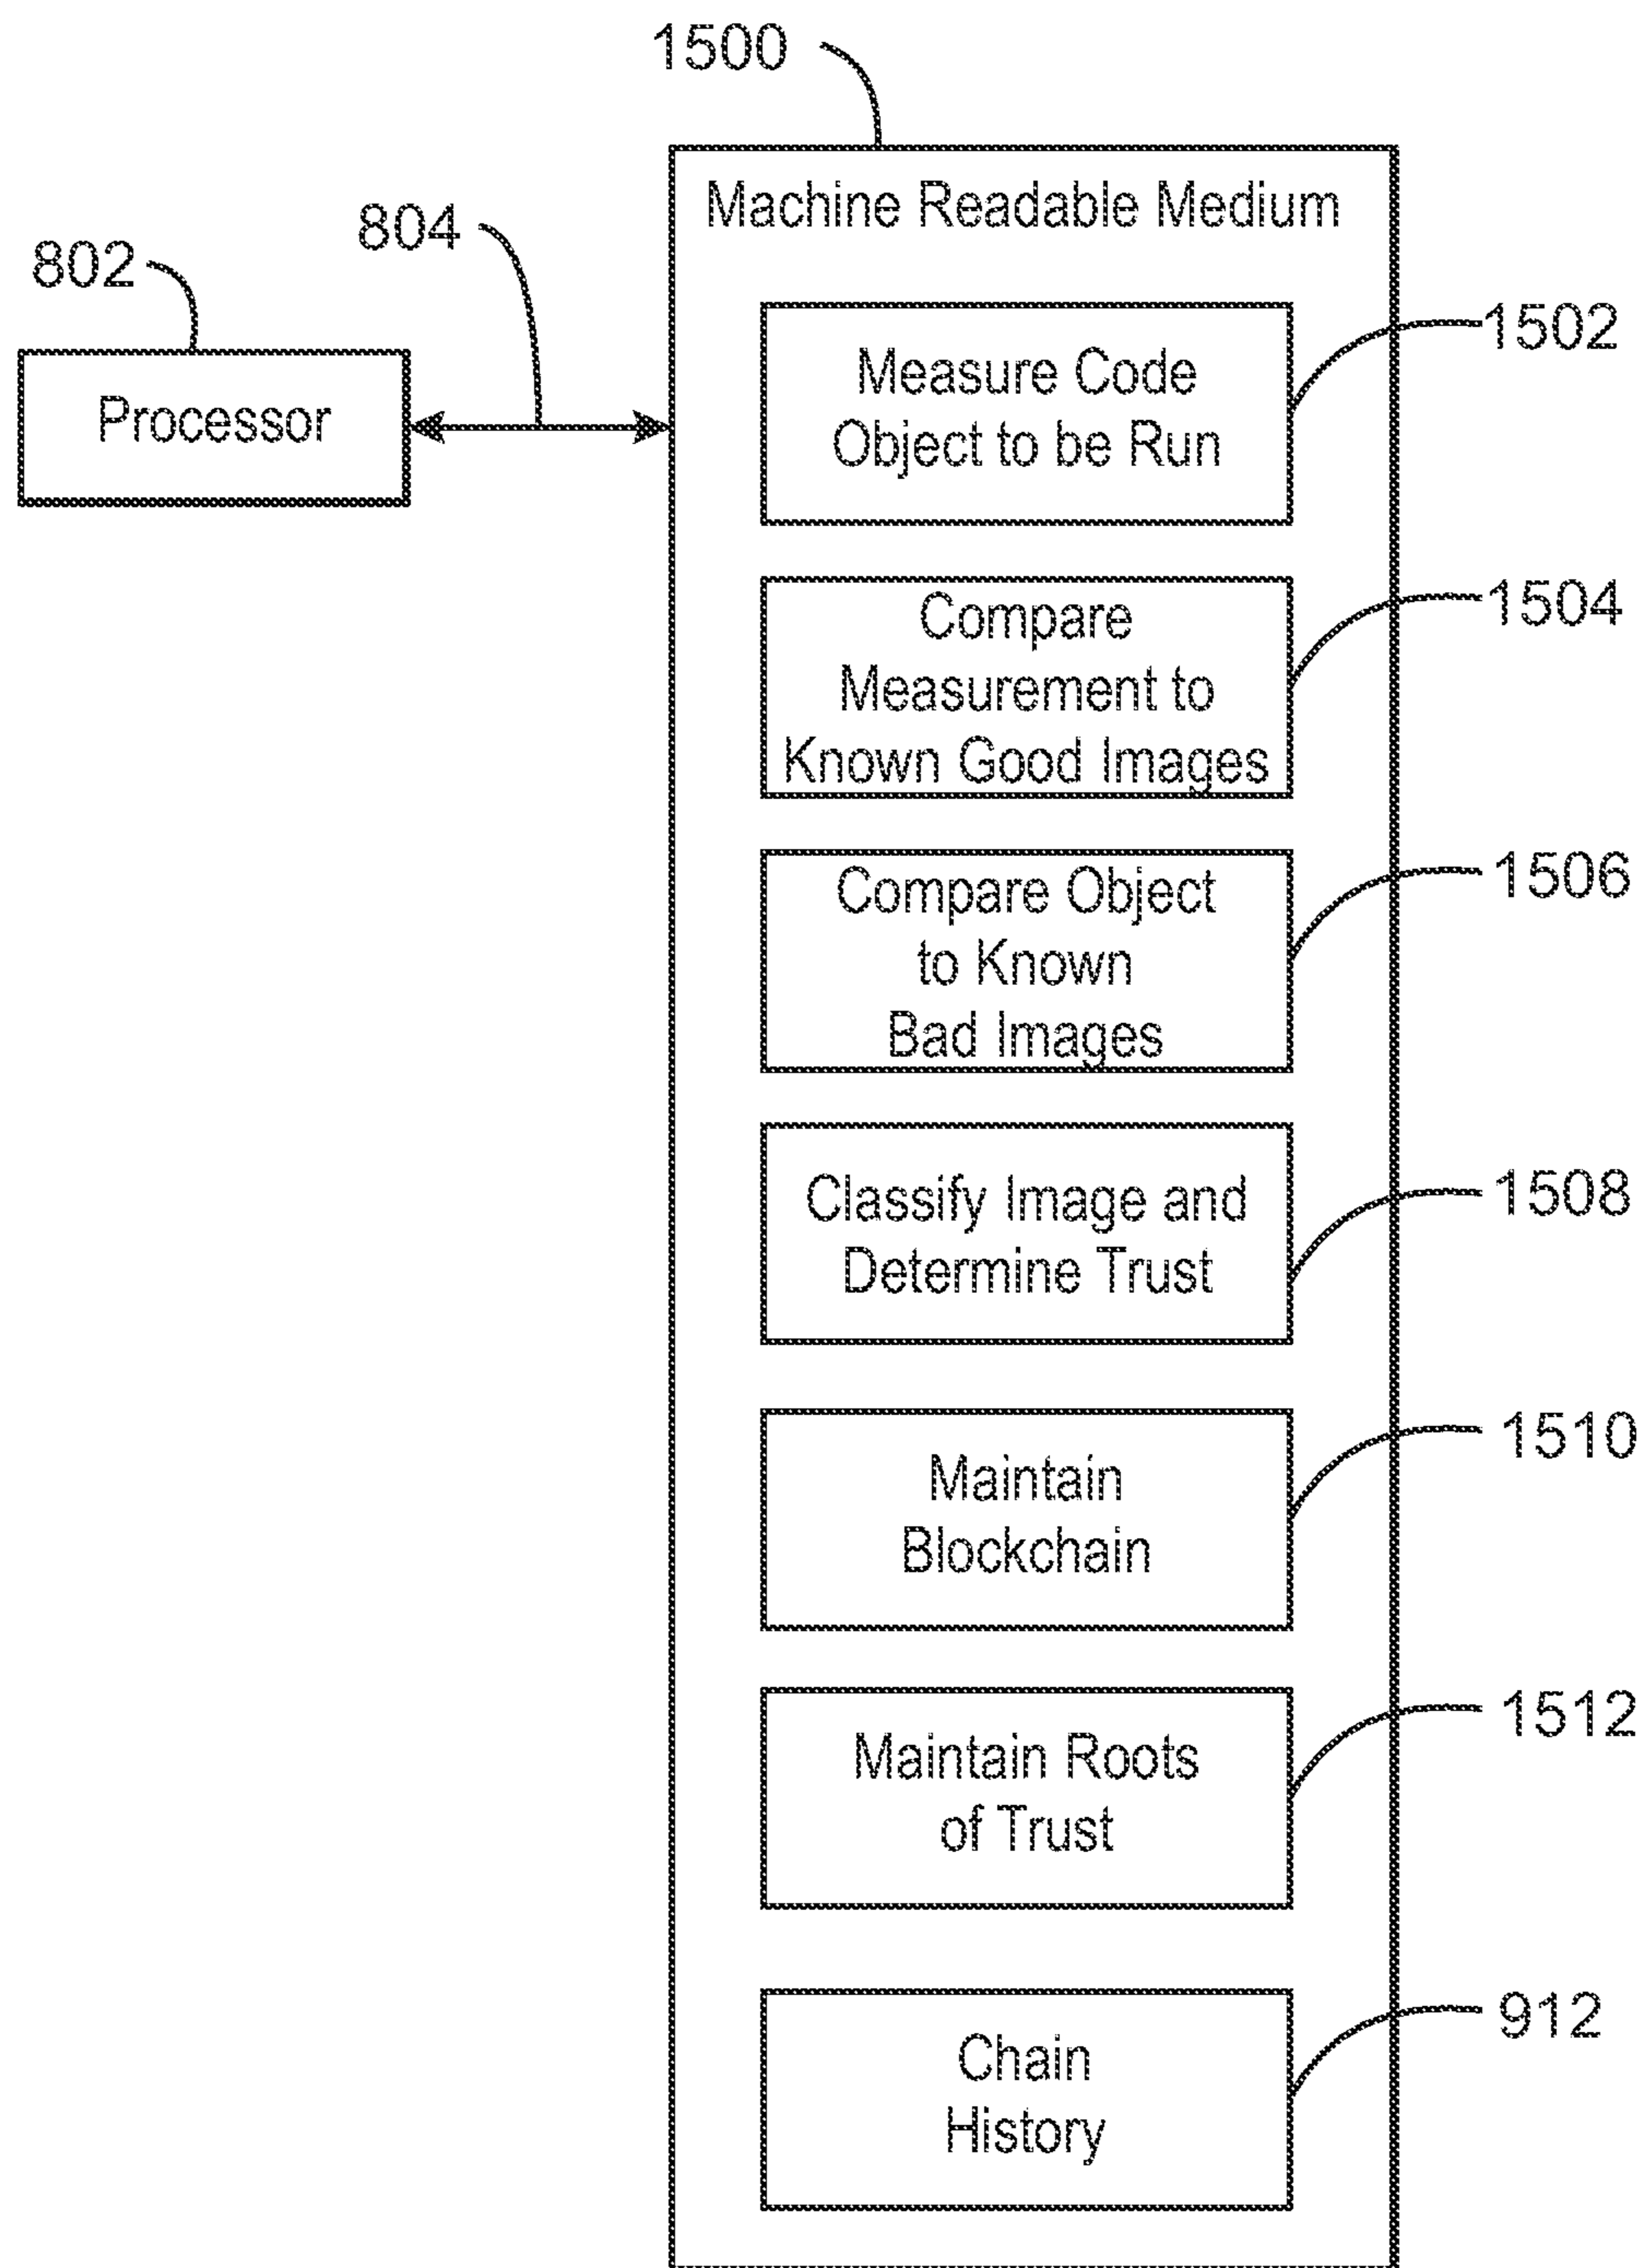 1500
Machine Readable Medium
804
802
Processor
Measure Code
Object to be Run
1502
Compare
Measurement to
Known Good Images
1504
Compare Object
to Known
Bad Images
1506
Classify Image and
Determine Trust
1508
Maintain
Blockchain
1510
Maintain Roots
of Trust
1512
Chain
History
912